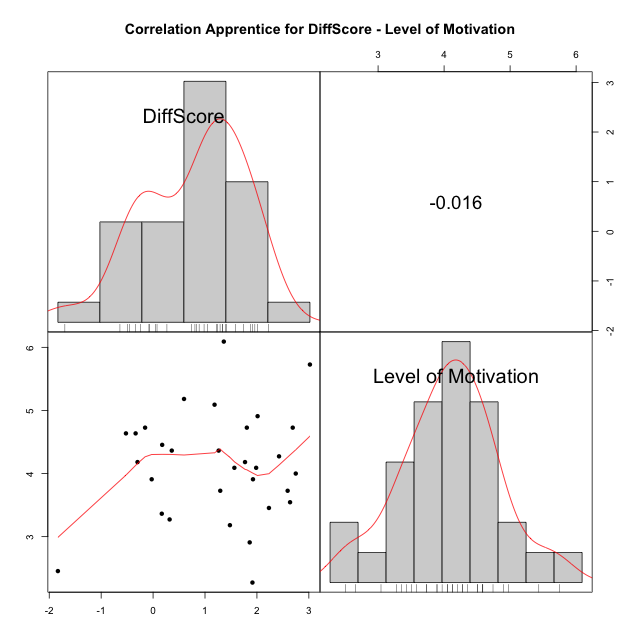 Correlation Apprentice for DiffScore - Level of Motivation
3 4 5 6
DiffScore
-0.016
3
2
1
0
-1
-2
6
5
4
3
Level of Motivation
-2 -1 0 1 2 3